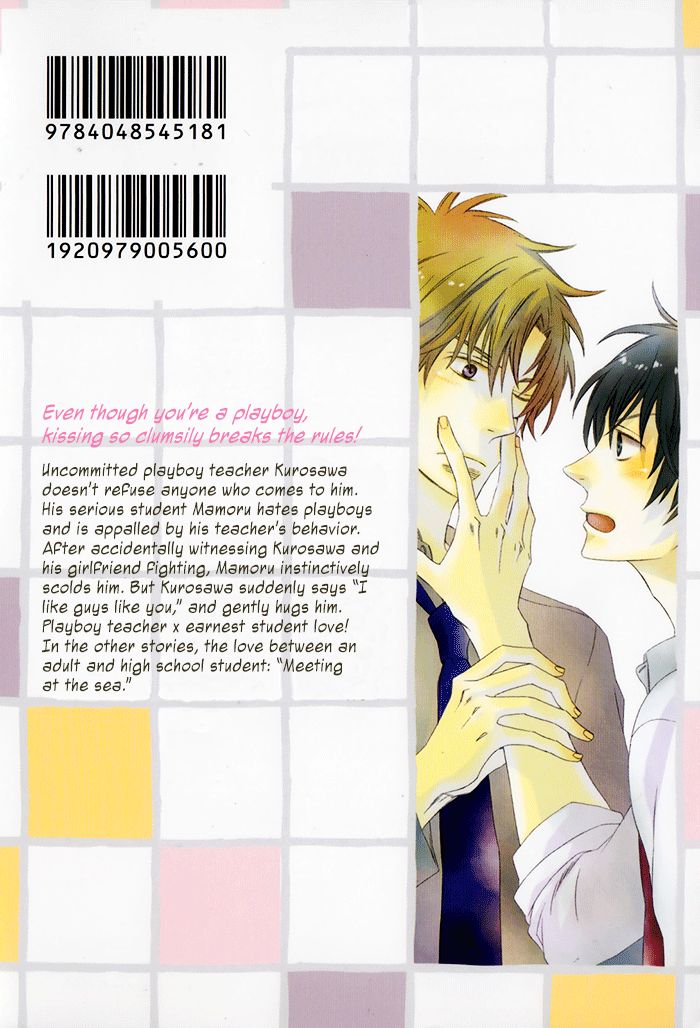 9784048545181
1920979005600
Even though you're a playboy,
kissing so clumsily breaks the rules!
Uncommitted playboy teacher Kurosawa
doesn't refuse anyone who comes to him.
His serious student Mamoru hates playboys
and is appalled by his teacher's behavior.
After accidentally witnessing Kurosawa and
his girlfriend fighting, Mamoru instinctively
scolds him. But Kurosawa suddenly says "I
like guys like you," and gently hugs him.
Playboy teacher x earnest student love!
In the other stories, the love between an
adult and high school student: "Meeting
at the sea."